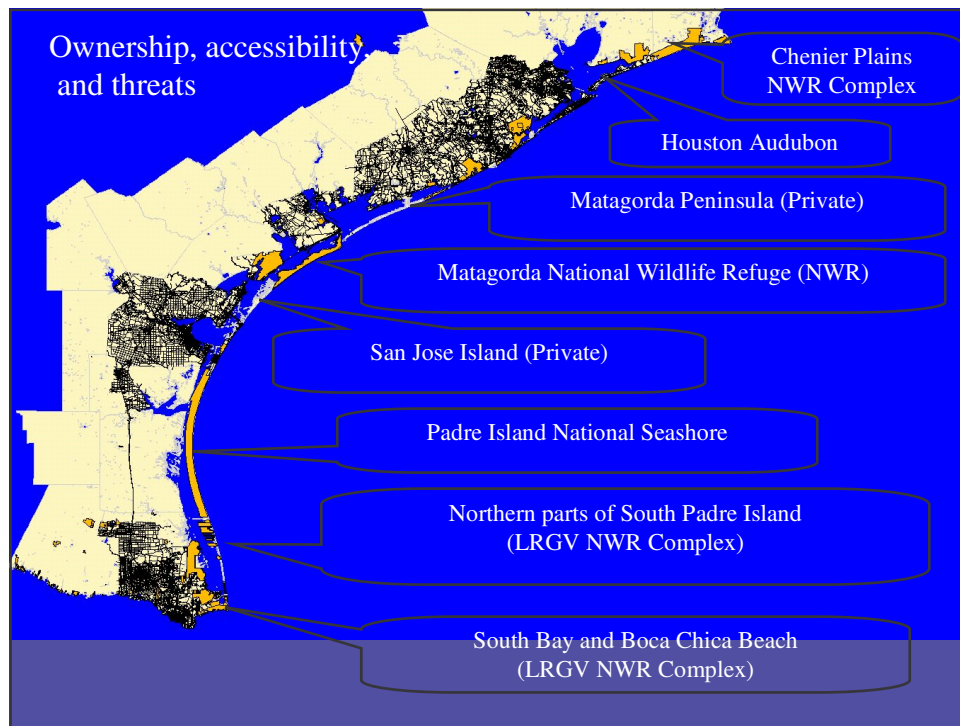 Ownership, accessibility,
and threats
Chenier Plains
NWR Complex
Houston Audubon
Matagorda Peninsula (Private)
Matagorda National Wildlife Refuge (NWR)
San Jose Island (Private)
Padre Island National Seashore
Northern parts of South Padre Island
(LRGV NWR Complex)
South Bay and Boca Chica Beach
(LRGV NWR Complex)